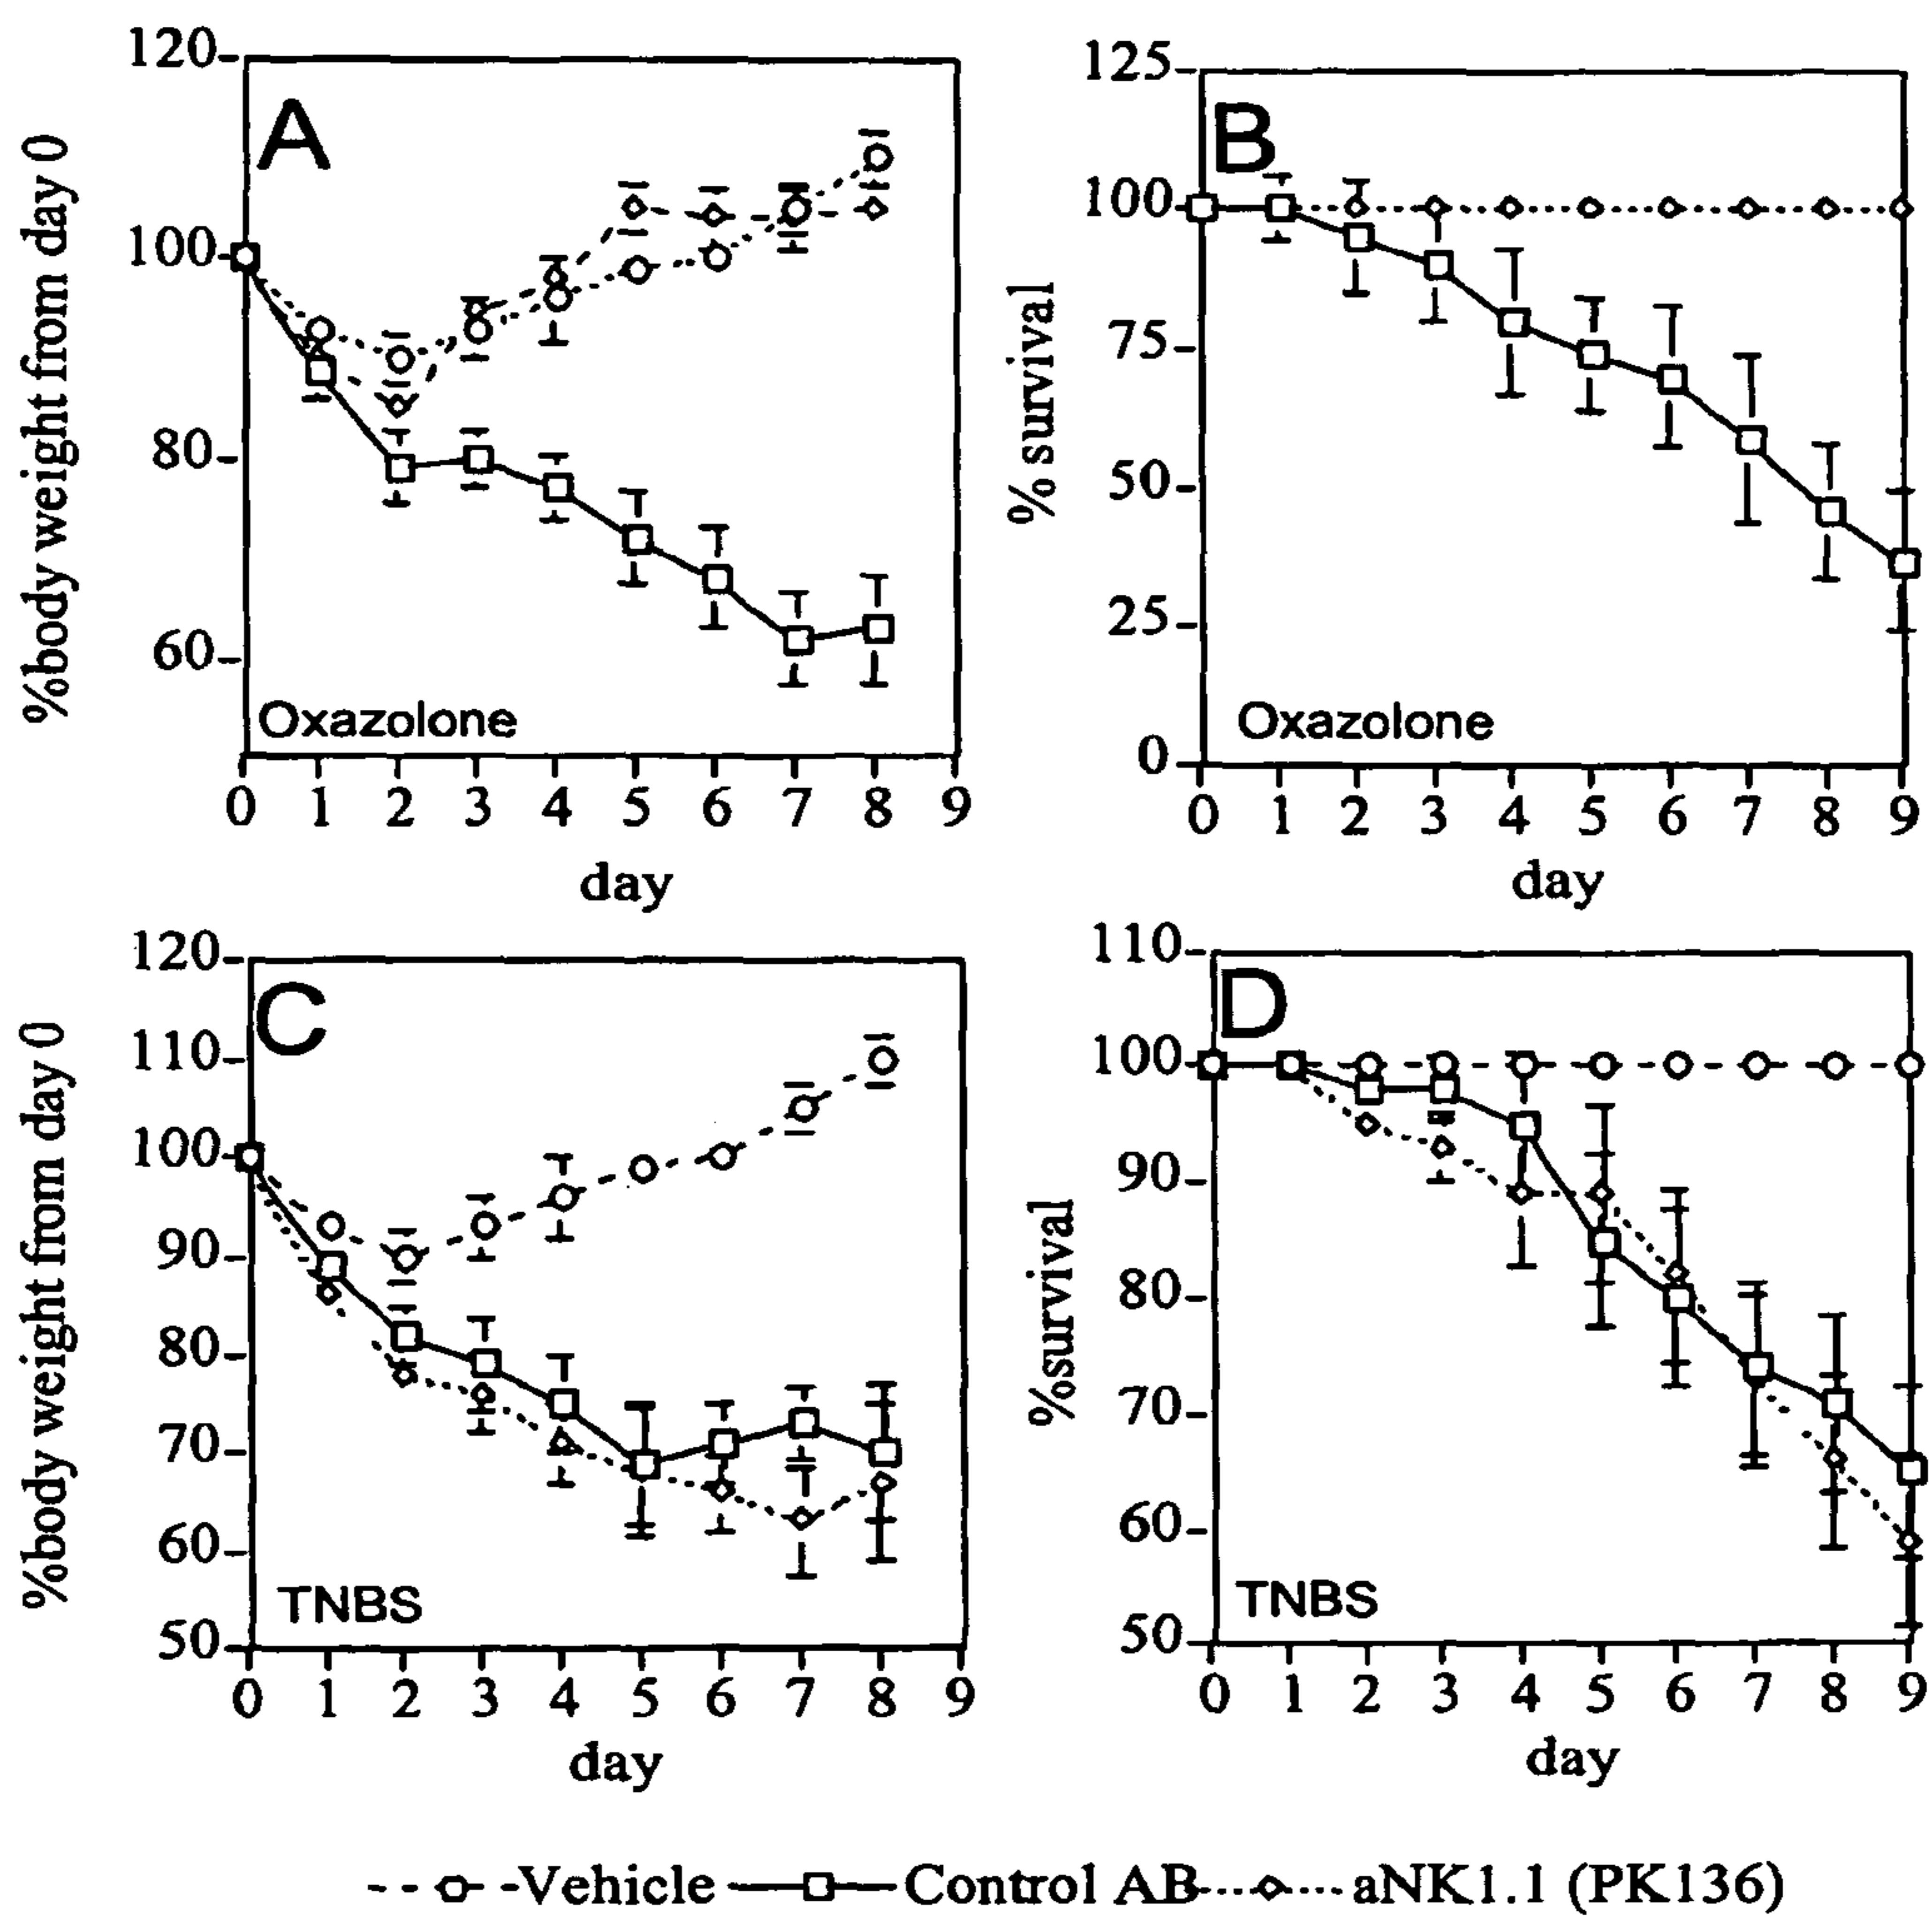 A
%body weight from day 0
120
100
80
60
Oxazolone
0 1 2 3 4 5 6 7 8 9
day
B
% survival
125
100
75
50
25
0
Oxazolone
0 1 2 3 4 5 6 7 8 9
day
C
%body weight from day 0
120
110
100
90
80
70
60
50
TNBS
0 1 2 3 4 5 6 7 8 9
day
D
%survival
110
100
90
80
70
60
50
TNBS
0 1 2 3 4 5 6 7 8 9
day
Vehicle Control AB aNK1.1 (PK136)